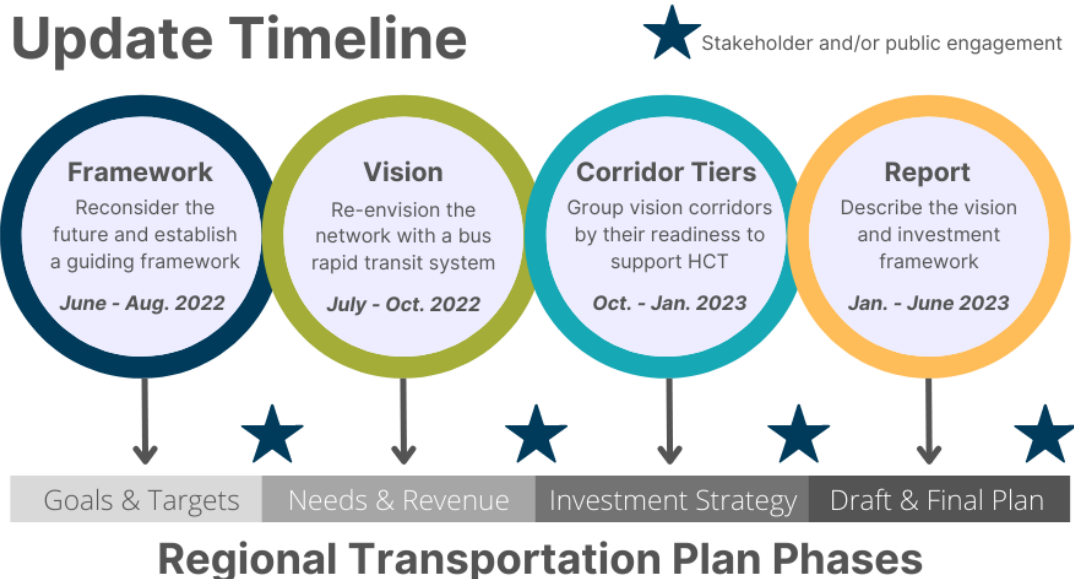 Update Timeline
Stakeholder and/or public engagement
Framework
Reconsider the
future and establish
a guiding framework
June - Aug. 2022
Vision
Re-envision the
network with a bus
rapid transit system
July - Oct. 2022
Corridor Tiers
Group vision corridors
by their readiness to
support HCT
Oct. - Jan. 2023
Report
Describe the vision
and investment
framework
Jan. - June 2023
Goals & Targets
Needs & Revenue
Investment Strategy
Draft & Final Plan
Regional Transportation Plan Phases